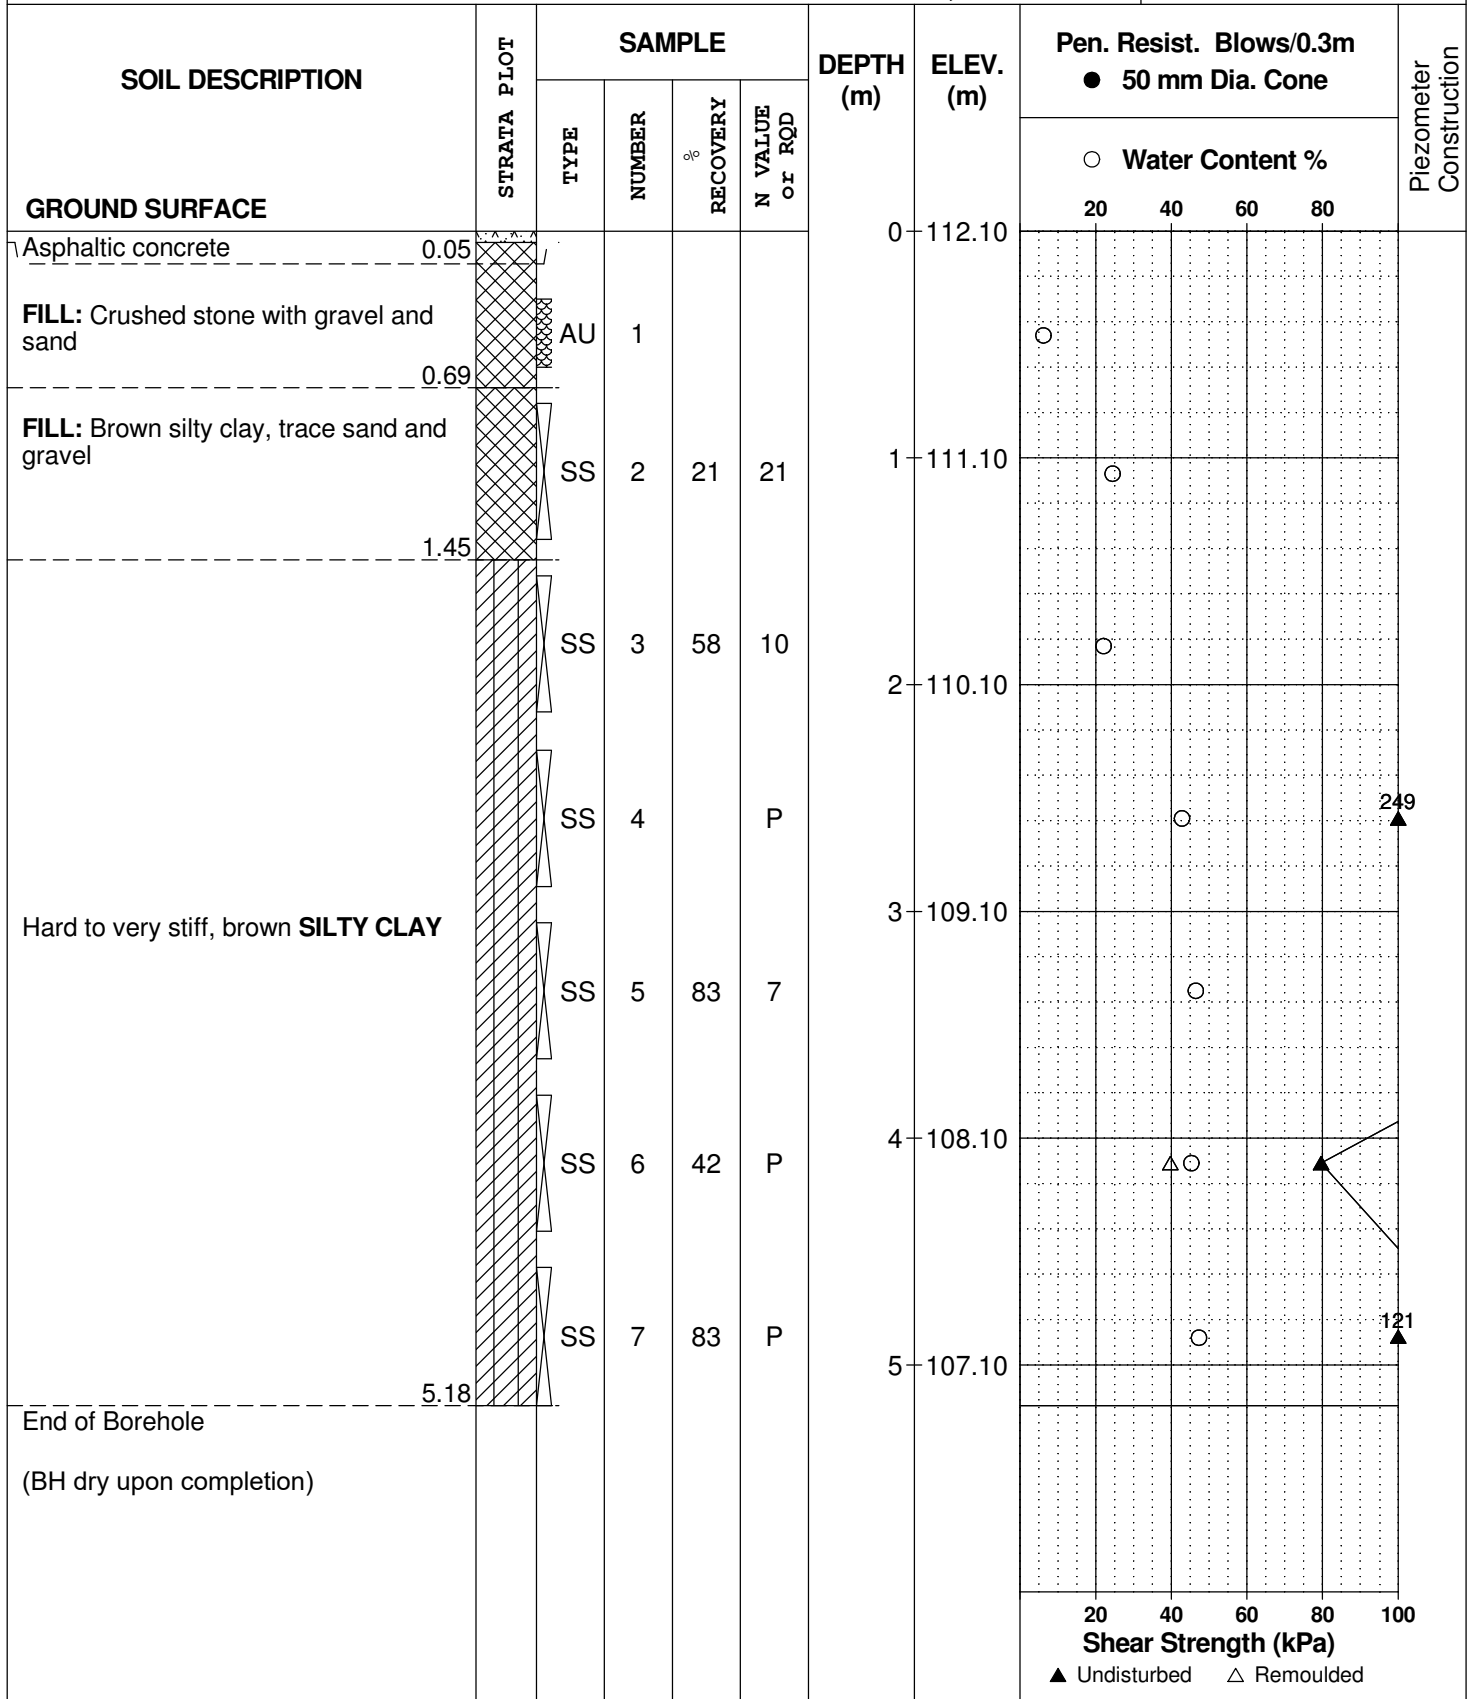 SOIL DESCRIPTION
GROUND SURFACE
STRATA PLOT
SAMPLE
TYPE
NUMBER
%
RECOVERY
N VALUE
or RQD
DEPTH
(m)
ELEV.
(m)
Pen. Resist. Blows/0.3m
● 50 mm Dia. Cone
○ Water Content %
20 40 60 80
Piezometer
Construction
0 112.10
Asphaltic concrete 0.05
FILL: Crushed stone with gravel and
sand
AU 1
0.69
FILL: Brown silty clay, trace sand and
gravel
1 111.10
SS 2 21 21
1.45
SS 3 58 10
2 110.10
249
SS 4 P
3 109.10
Hard to very stiff, brown SILTY CLAY
SS 5 83 7
4 108.10
SS 6 42 P
121
SS 7 83 P
5 107.10
5.18
End of Borehole
(BH dry upon completion)
20 40 60 80 100
Shear Strength (kPa)
▲ Undisturbed △ Remoulded